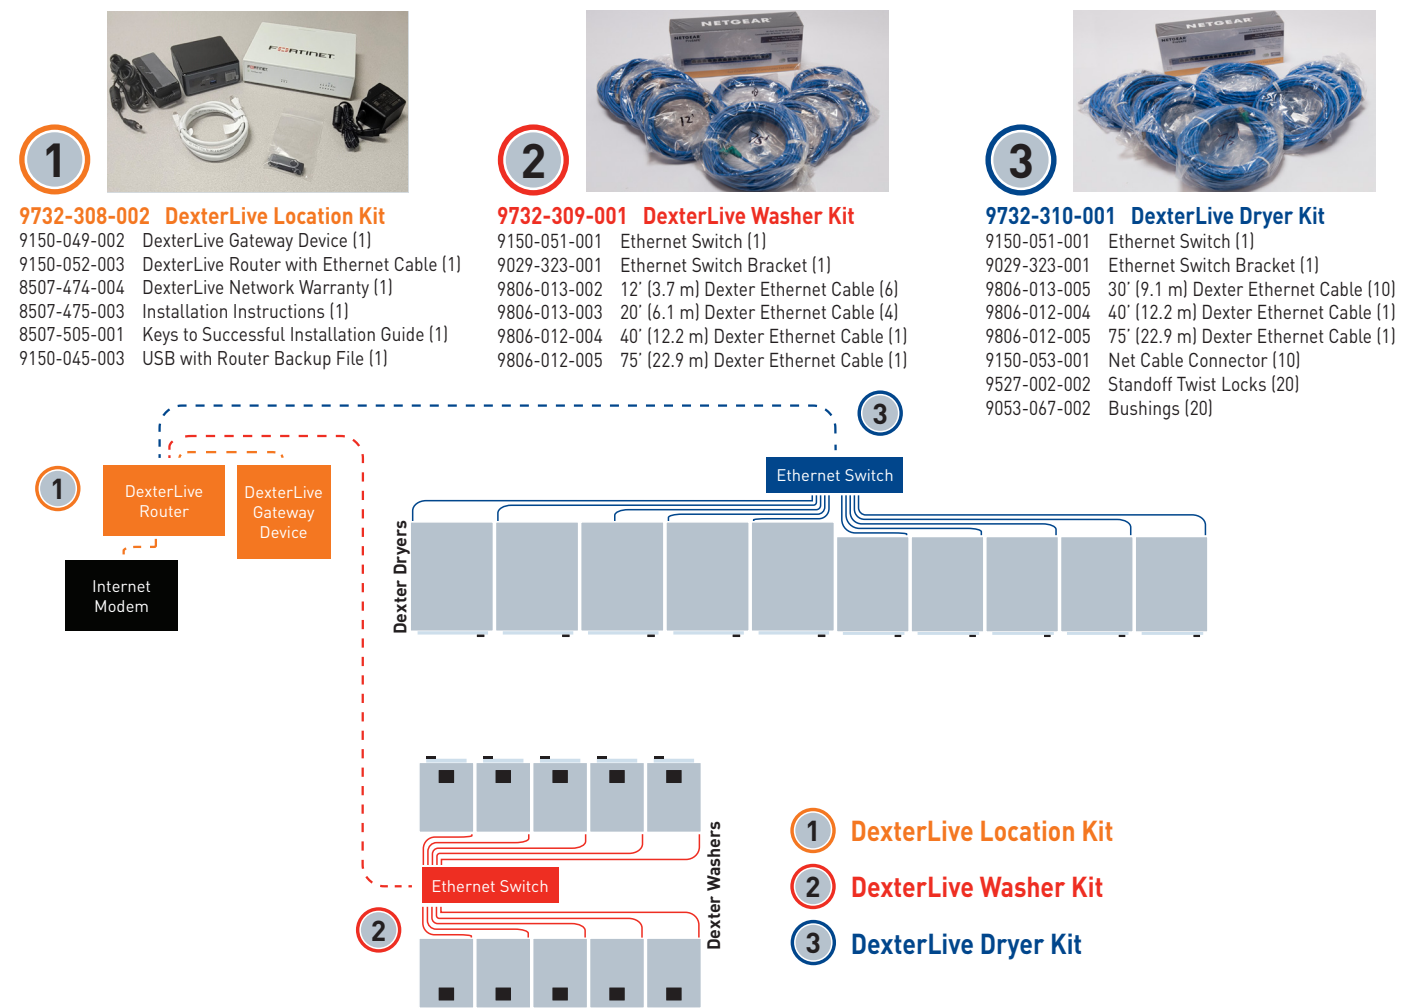 FORTINET
NETGEAR
NETGEAR
12'
NETGEAR
NETGEAR
1
2
3
9732-308-002 DexterLive Location Kit
9150-049-002 DexterLive Gateway Device (1)
9150-052-003 DexterLive Router with Ethernet Cable (1)
8507-474-004 DexterLive Network Warranty (1)
8507-475-003 Installation Instructions (1)
8507-505-001 Keys to Successful Installation Guide (1)
9150-045-003 USB with Router Backup File (1)
9732-309-001 DexterLive Washer Kit
9150-051-001 Ethernet Switch (1)
9029-323-001 Ethernet Switch Bracket (1)
9806-013-002 12' (3.7 m) Dexter Ethernet Cable (6)
9806-013-003 20' (6.1 m) Dexter Ethernet Cable (4)
9806-012-004 40' (12.2 m) Dexter Ethernet Cable (1)
9806-012-005 75' (22.9 m) Dexter Ethernet Cable (1)
9732-310-001 DexterLive Dryer Kit
9150-051-001 Ethernet Switch (1)
9029-323-001 Ethernet Switch Bracket (1)
9806-013-005 30' (9.1 m) Dexter Ethernet Cable (10)
9806-012-004 40' (12.2 m) Dexter Ethernet Cable (1)
9806-012-005 75' (22.9 m) Dexter Ethernet Cable (1)
9150-053-001 Net Cable Connector (10)
9527-002-002 Standoff Twist Locks (20)
9053-067-002 Bushings (20)
3
1
DexterLive
Router
DexterLive
Gateway
Device
Internet
Modem
Ethernet Switch
Dexter Dryers
Ethernet Switch
2
Dexter Washers
1 DexterLive Location Kit
2 DexterLive Washer Kit
3 DexterLive Dryer Kit